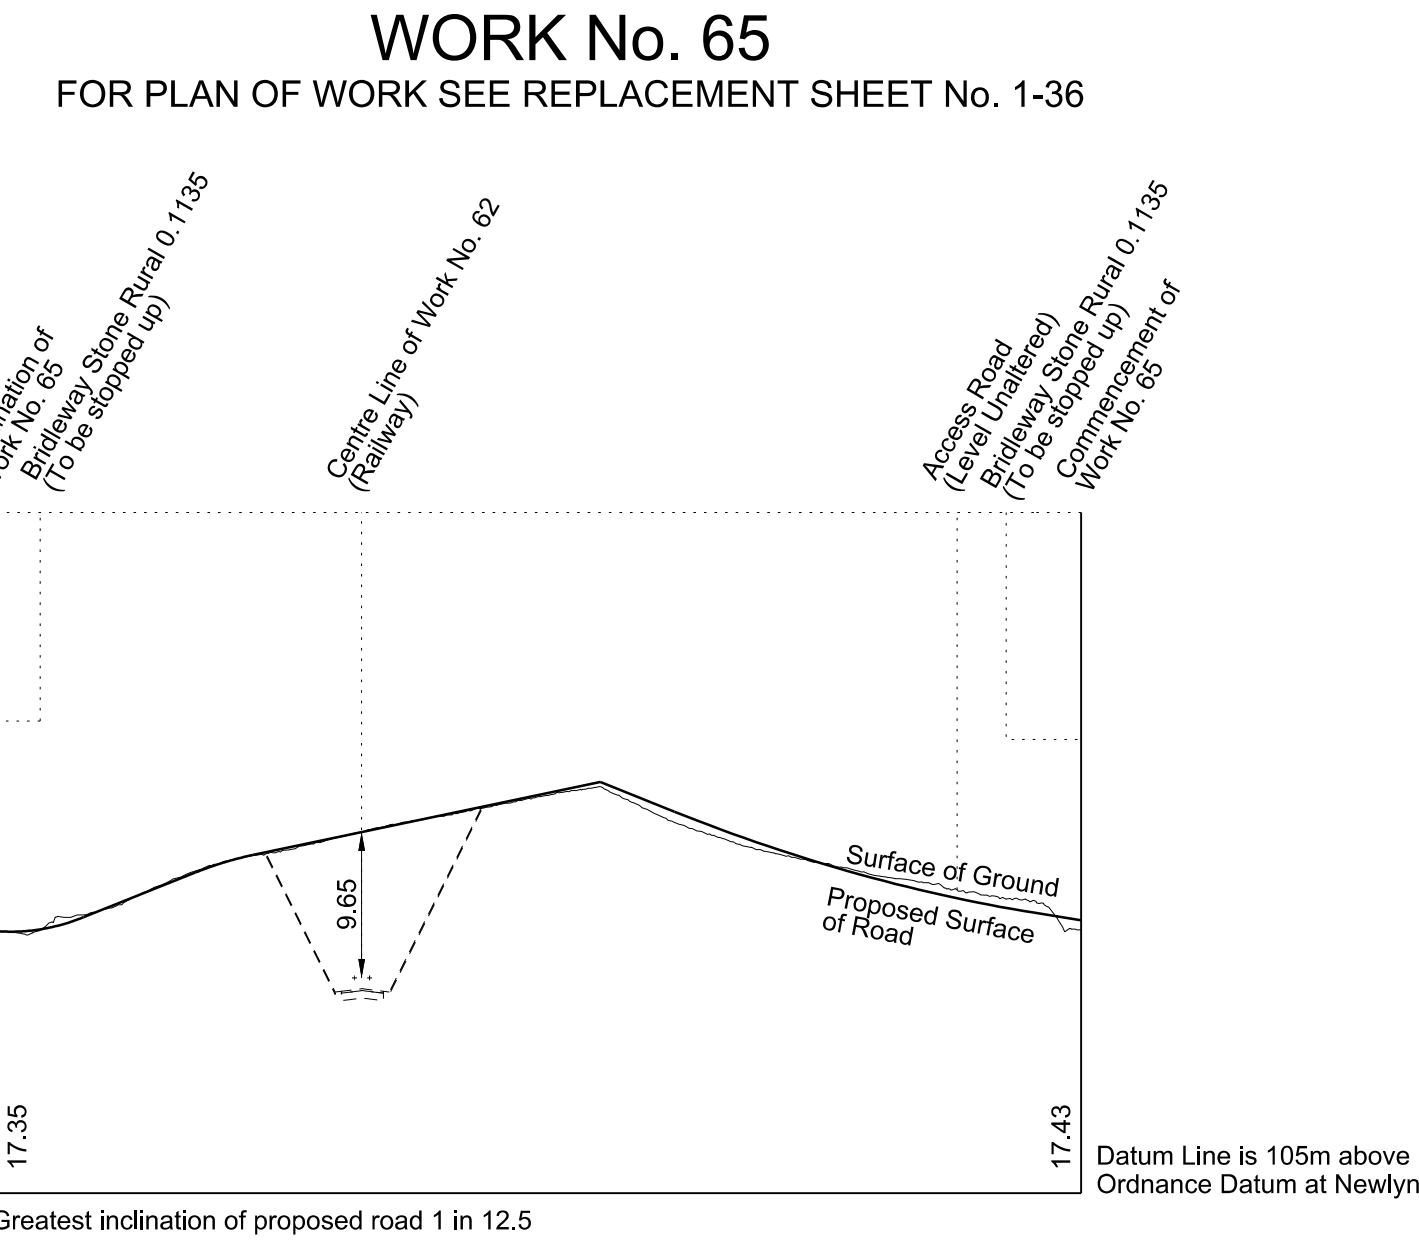 WORK No. 65
FOR PLAN OF WORK SEE REPLACEMENT SHEET No. 1-36
of
No. 65
Bridleway Stone Rural 0.1135
(To be stopped up)
Centre Line of Work No. 62
(Railway)
Access Road
(Level Unaltered)
Bridleway Stone Rural 0.1135
(To be stopped up)
Commencement of
Work No. 65
Surface of Ground
Proposed Surface
of Road
9.65
17.35
17.43
Datum Line is 105m above
Ordnance Datum at Newlyn
Greatest inclination of proposed road 1 in 12.5